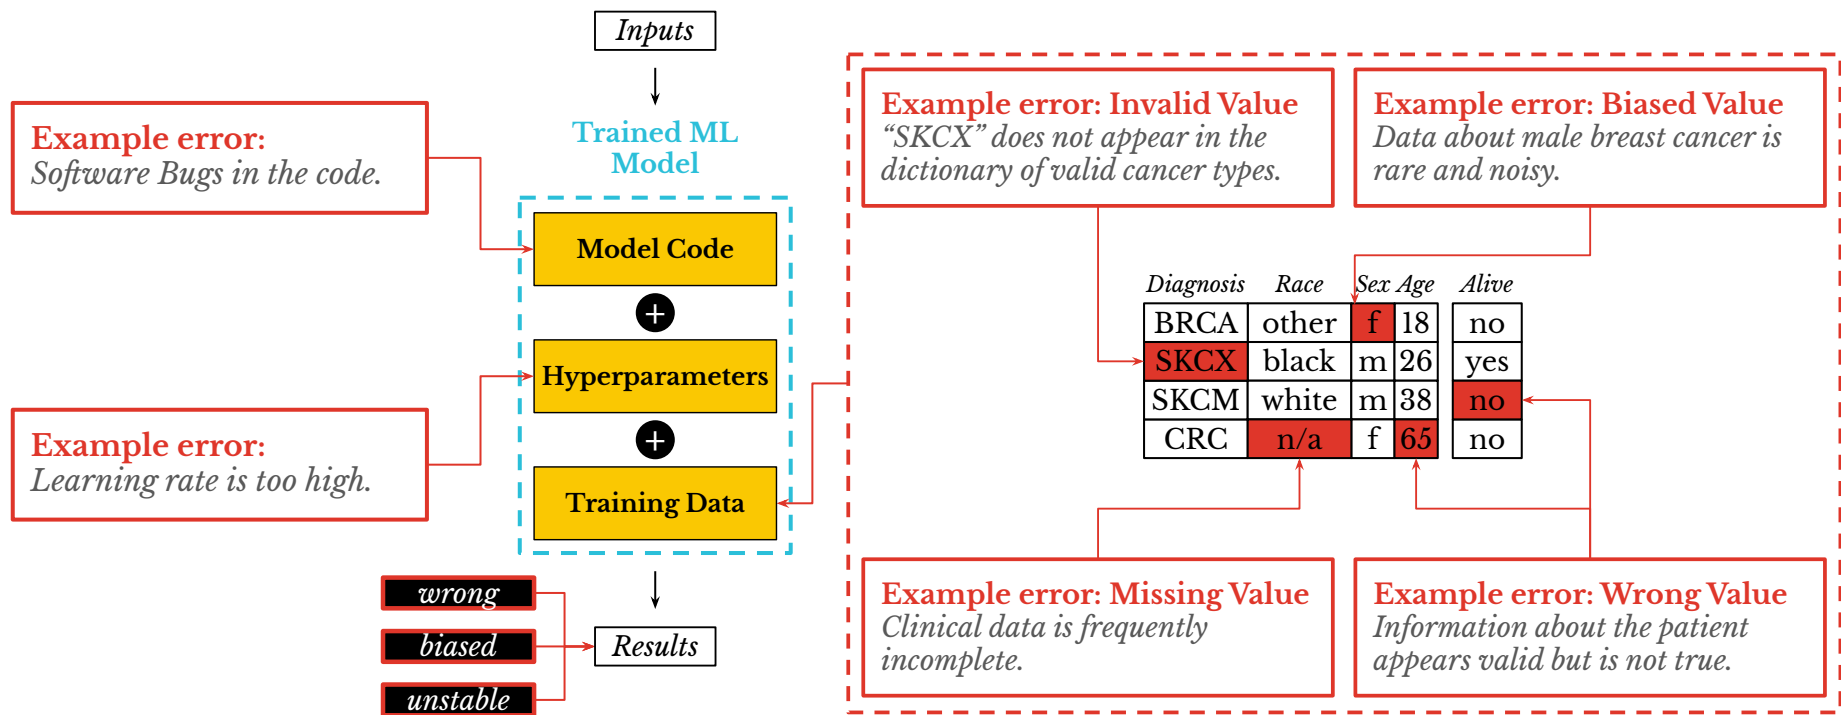 Inputs
Trained ML
Model
Example error:
Software Bugs in the code.
Model Code
+
Hyperparameters
+
Training Data
Example error:
Learning rate is too high.
wrong
biased
unstable
Results
Example error: Invalid Value
“SKCX” does not appear in the
dictionary of valid cancer types.
Example error: Biased Value
Data about male breast cancer is
rare and noisy.
Diagnosis Race Sex Age Alive
BRCA other f 18 no
SKCX black m 26 yes
SKCM white m 38 no
CRC n/a f 65 no
Example error: Missing Value
Clinical data is frequently
incomplete.
Example error: Wrong Value
Information about the patient
appears valid but is not true.